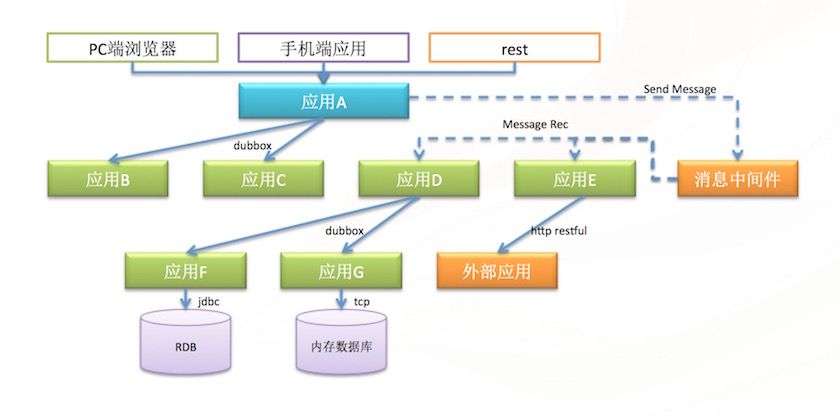 PC端浏览器
手机端应用
rest
应用A
Send Message
Message Rec
dubbox
应用B
应用C
应用D
应用E
消息中间件
dubbox
http restful
应用F
应用G
外部应用
jdbc
tcp
RDB
内存数据库